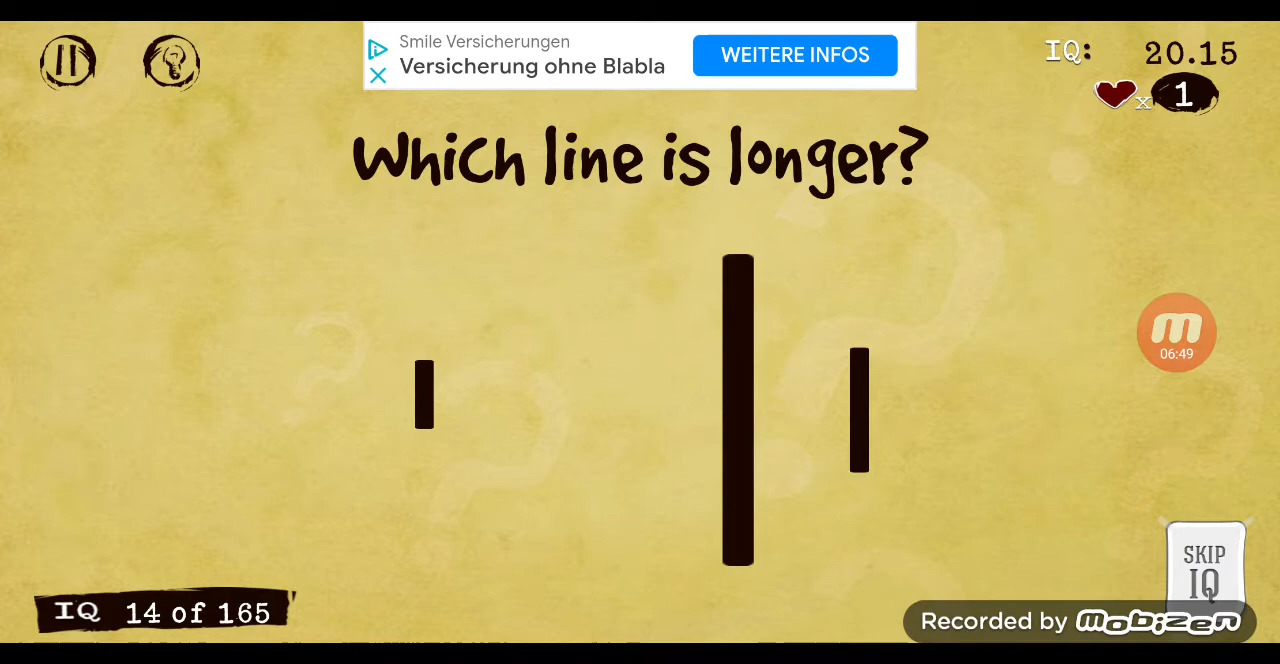 Smile Versicherungen
Versicherung ohne Blabla
WEITERE INFOS
IQ: 20.15
x 1
Which line is longer?
m
06:49
SKIP
IQ
IQ 14 of 165
Recorded by mobizen